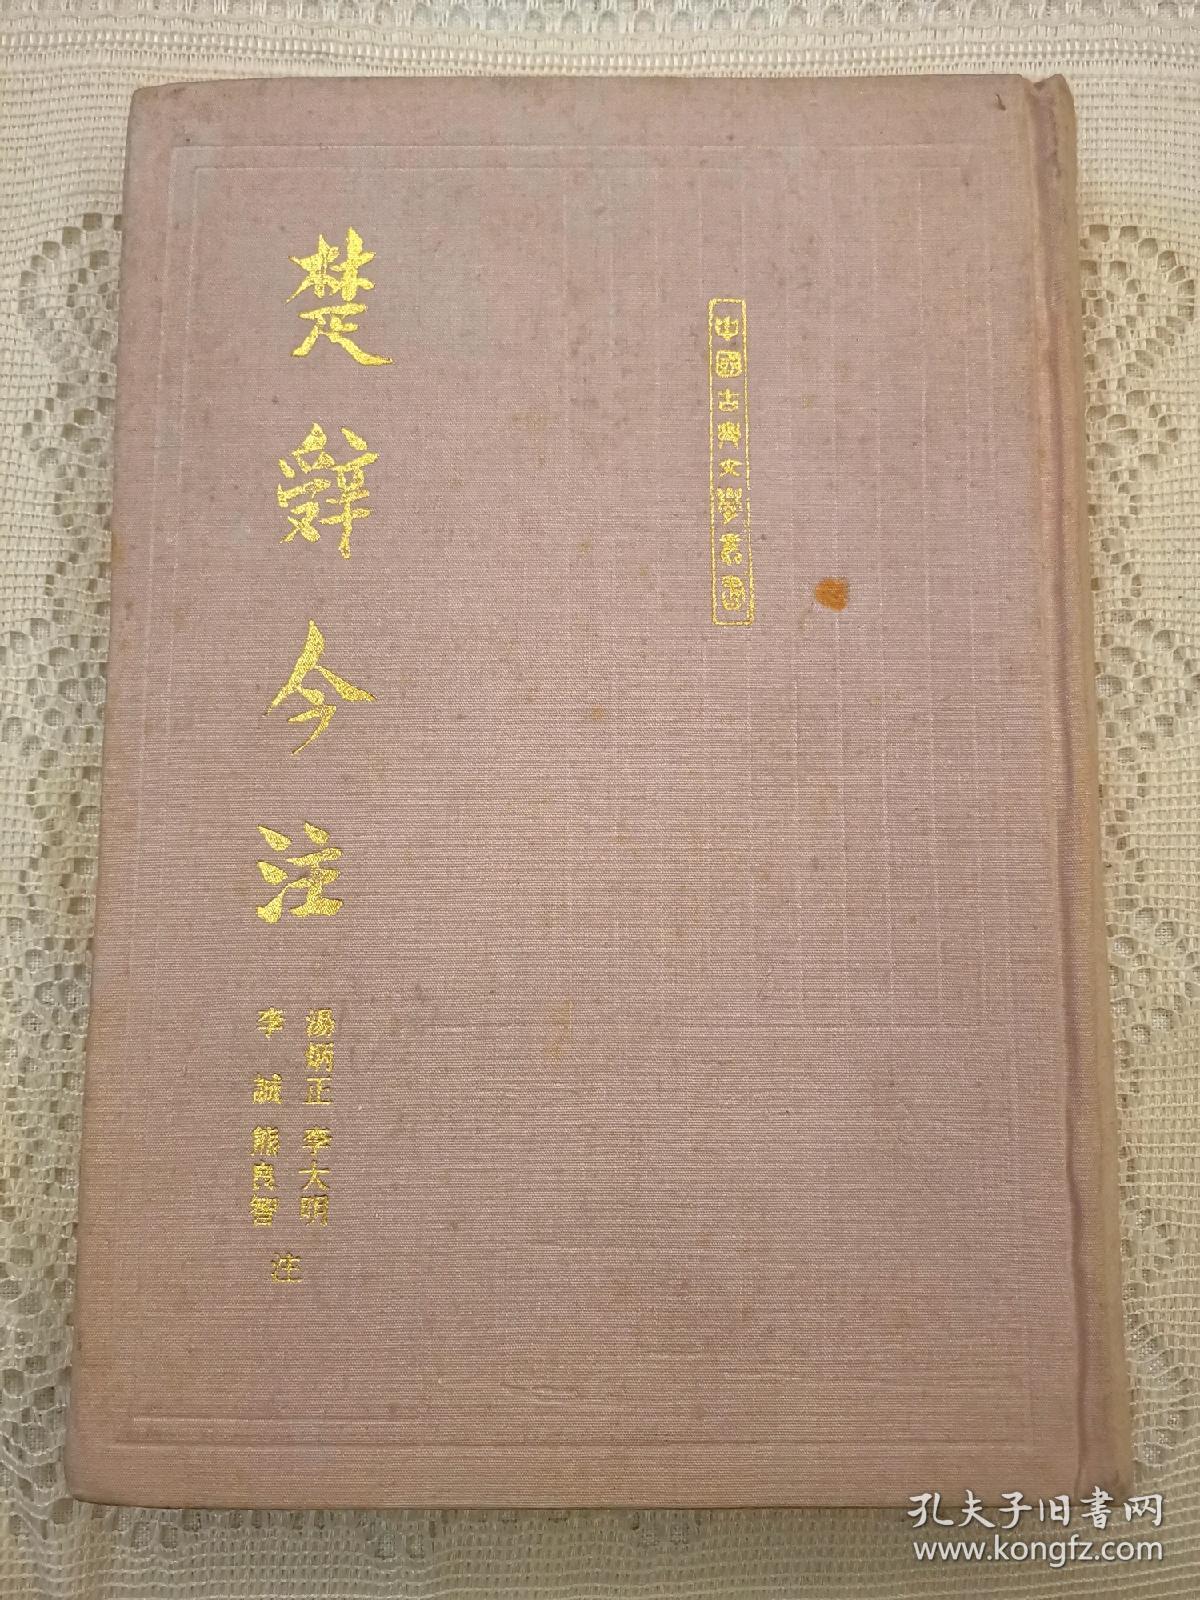 中國古典文學叢書
楚辭今注
湯炳正 李大明
李誠 熊良智
注
孔夫子旧书网
www.kongfz.com